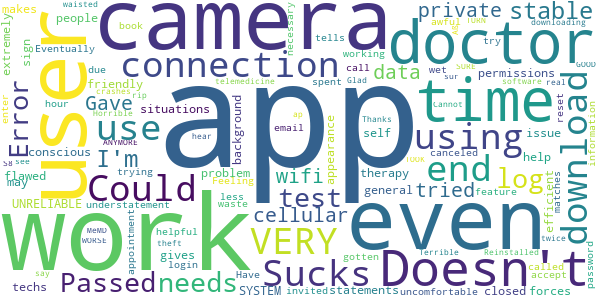 app
work
camera
user
even
time
doctor
Doesn't
use
connection
Could
VERY
Sucks
using
end
download
Error
I'm
Gave
test
wifi
cellular
tried
log
data
private
stable
Passed
needs
techs
extremely
makes
people
waisted
book
Eventually
due
sign
friendly
hour
spent
tells
call
working
necessary
try
awful
TURN
downloading
SURE
GOOD
permissions
telemedicine
Glad
wet
sur
software
real
crashes
rip
Horrible
ANYMORE
enter
situations
conscious
S8
see
may
flawed
trying
problem
Feeling
less
waste
hear
background
email
Thanks
self
appearance
Cannot
reset
issue
canceled
help
therapy
general
feature
TOOK
matches
efficient
information
password
UNRELIABLE
understatement
MeMD
WORSE
appointment
helpful
theft
gives
login
say
SYSTEM
Have
invited
statements
uncomfortable
gotten
Terrible
called
accept
Reinstalled
closed
twice
forces